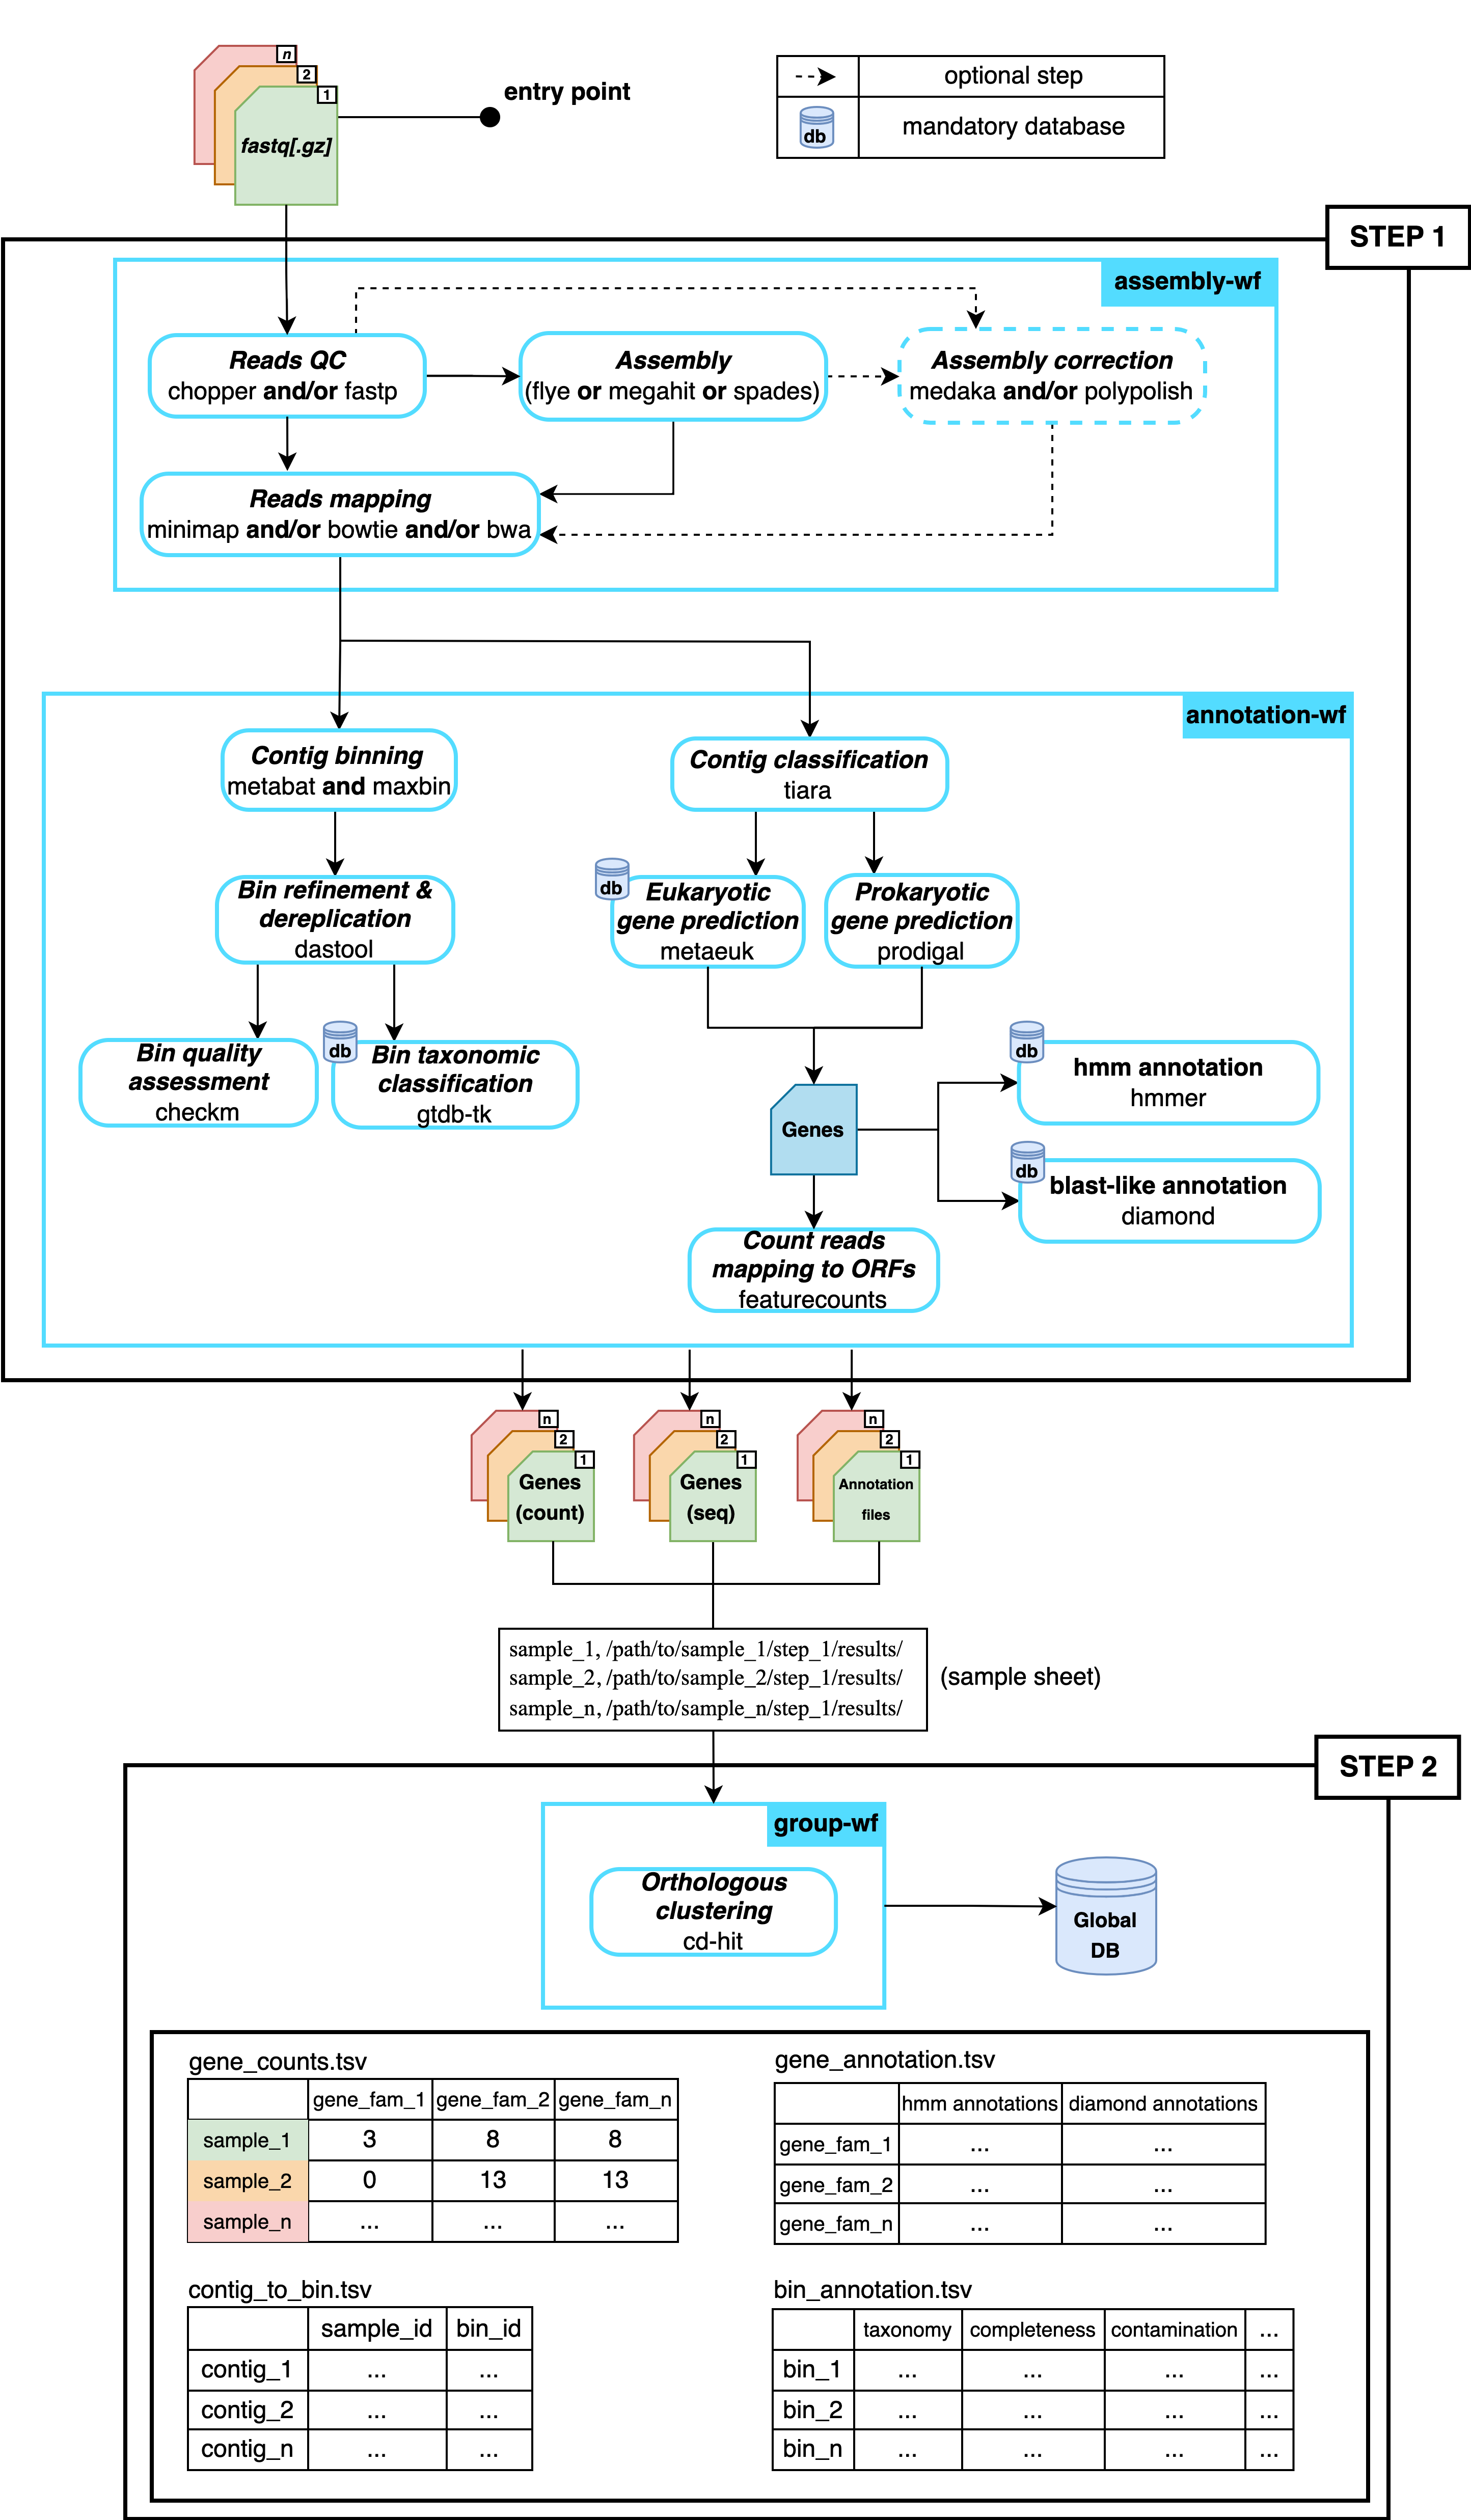 n
2
1
fastq[.gz]
entry point
optional step
db
mandatory database
STEP 1
assembly-wf
Reads QC
chopper and/or fastp
Assembly
(flye or megahit or spades)
Assembly correction
medaka and/or polypolish
Reads mapping
minimap and/or bowtie and/or bwa
annotation-wf
Contig binning
metabat and maxbin
Contig classification
tiara
Bin refinement &
dereplication
dastool
db
Eukaryotic
gene prediction
metaeuk
Prokaryotic
gene prediction
prodigal
Bin quality
assessment
checkm
db
Bin taxonomic
classification
gtdb-tk
Genes
db
hmm annotation
hmmer
db
blast-like annotation
diamond
Count reads
mapping to ORFs
featurecounts
n
2
1
Genes
(count)
n
2
1
Genes
(seq)
n
2
1
Annotation
files
sample_1, /path/to/sample_1/step_1/results/
sample_2, /path/to/sample_2/step_1/results/
sample_n, /path/to/sample_n/step_1/results/
(sample sheet)
STEP 2
group-wf
Orthologous
clustering
cd-hit
Global
DB
gene_counts.tsv
gene_fam_1 gene_fam_2 gene_fam_n
sample_1 3 8 8
sample_2 0 13 13
sample_n ... ... ...
gene_annotation.tsv
hmm annotations diamond annotations
gene_fam_1 ... ...
gene_fam_2 ... ...
gene_fam_n ... ...
contig_to_bin.tsv
sample_id bin_id
contig_1 ... ...
contig_2 ... ...
contig_n ... ...
bin_annotation.tsv
taxonomy completeness contamination ...
bin_1 ... ... ... ...
bin_2 ... ... ... ...
bin_n ... ... ... ...